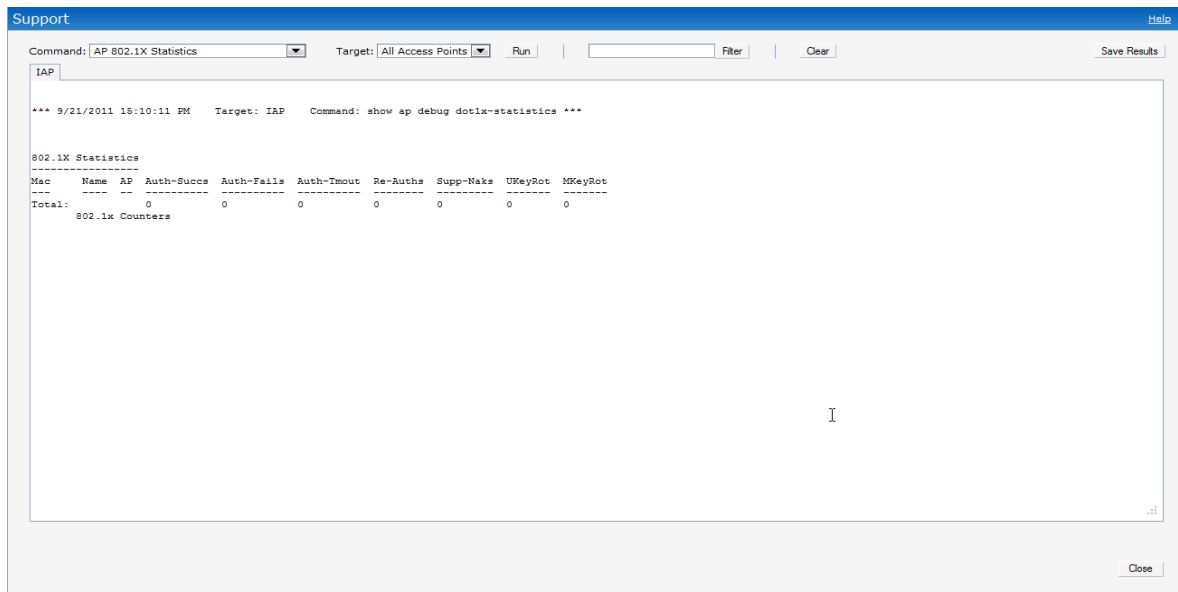 Support Help
Command: AP 802.1X Statistics Target: All Access Points Run | Filter | Clear Save Results
IAP
*** 9/21/2011 15:10:11 PM Target: IAP Command: show ap debug dot1x-statistics ***
802.1X Statistics
-----------------
Mac Name AP Auth-Succs Auth-Fails Auth-Tmout Re-Auths Supp-Naks UKeyRot MKeyRot
--- ---- -- ---------- ---------- ---------- -------- --------- ------- -------
Total: 0 0 0 0 0 0 0
802.1x Counters
Close